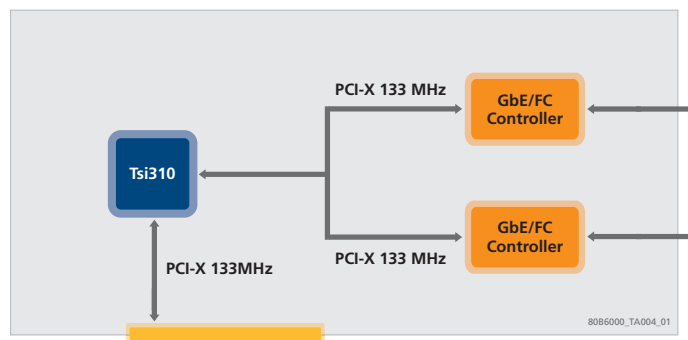 PCI-X 133 MHz
GbE/FC
Controller
Tsi310
GbE/FC
Controller
PCI-X 133 MHz
PCI-X 133MHz
80B6000_TA004_01